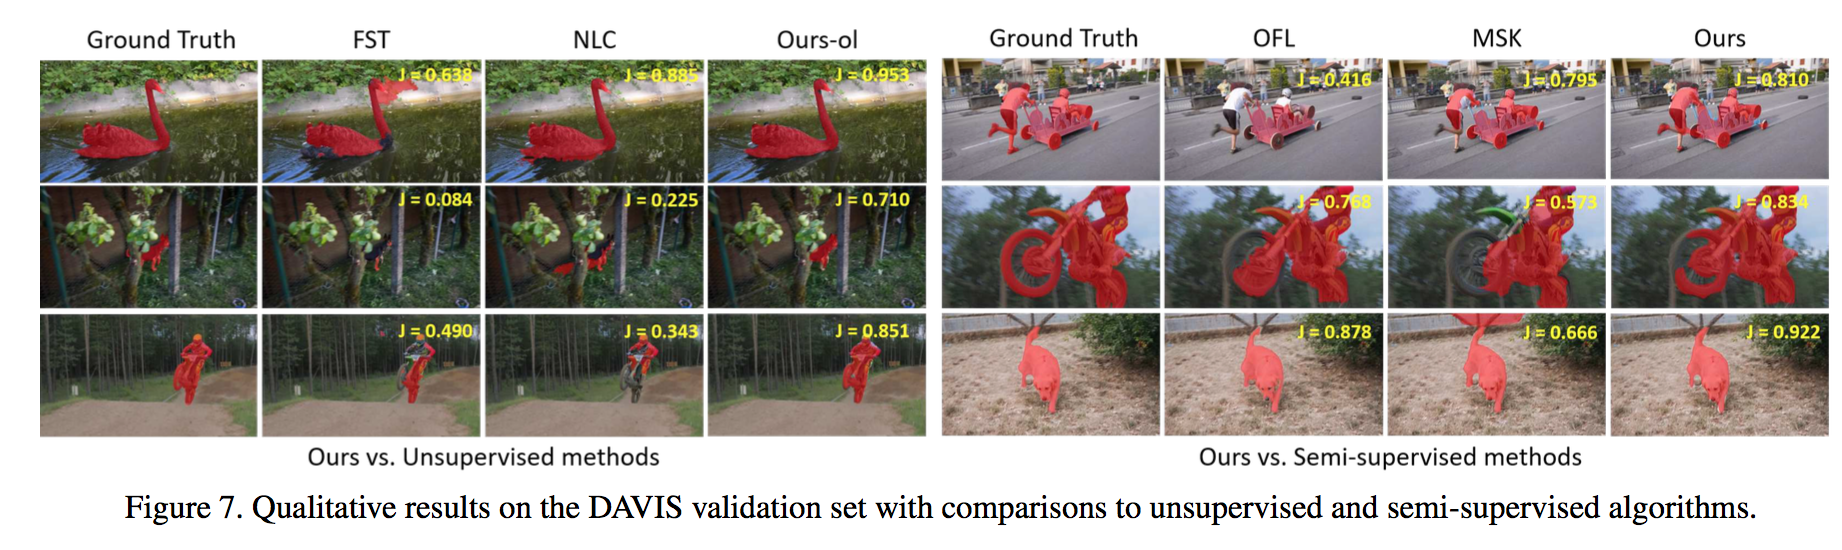 Ground Truth FST NLC Ours-ol
J = 0.638 J = 0.885 J = 0.953
J = 0.084 J = 0.225 J = 0.710
J = 0.490 J = 0.343 J = 0.851
Ours vs. Unsupervised methods
Ground Truth OFL MSK Ours
J = 0.416 J = 0.795 J = 0.810
J = 0.768 J = 0.573 J = 0.834
J = 0.878 J = 0.666 J = 0.922
Ours vs. Semi-supervised methods
Figure 7. Qualitative results on the DAVIS validation set with comparisons to unsupervised and semi-supervised algorithms.